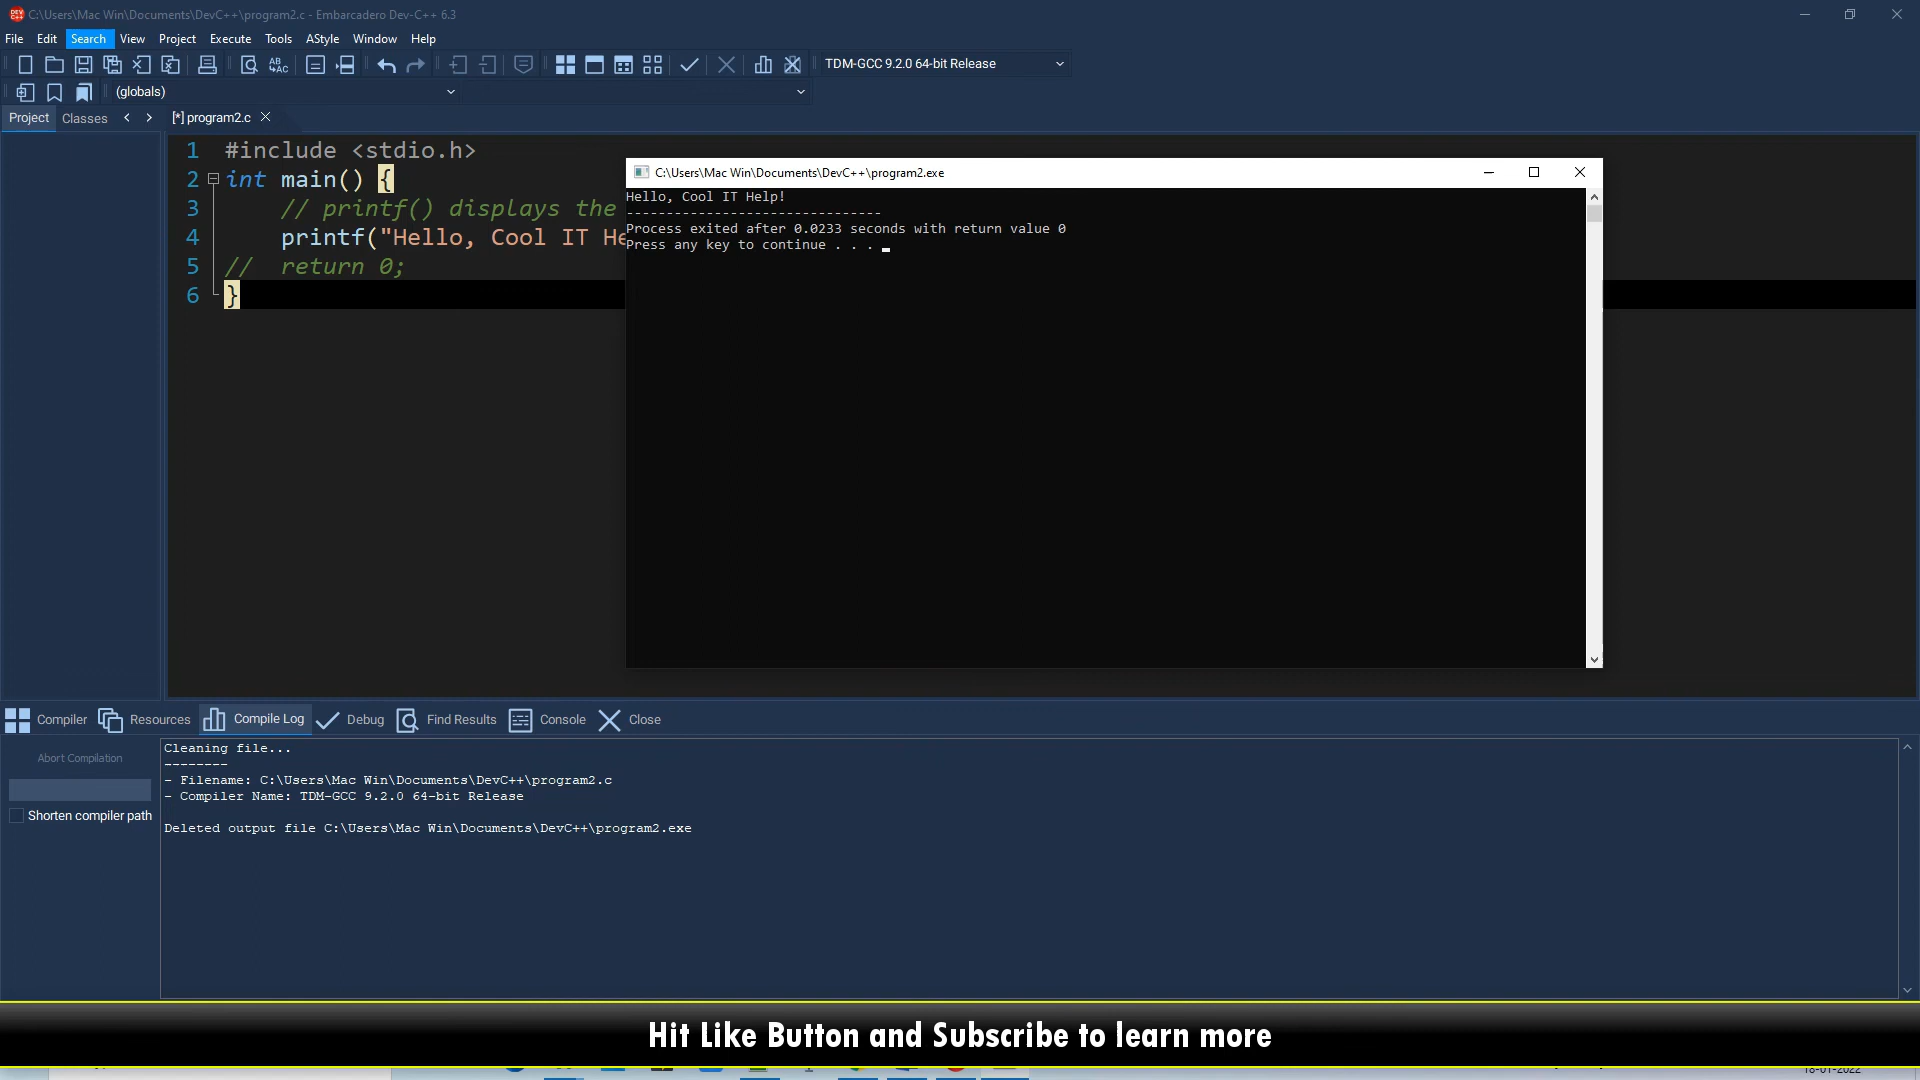 C:\Users\Mac Win\Documents\DevC++\program2.c - Embarcadero Dev-C++ 6.3
File Edit Search View Project Execute Tools AStyle Window Help
TDM-GCC 9.2.0 64-bit Release
(globals)
Project Classes [*] program2.c
1 #include <stdio.h>
2 int main() {
3 // printf() displays the
4 printf("Hello, Cool IT He
5 // return 0;
6 }
C:\Users\Mac Win\Documents\DevC++\program2.exe
Hello, Cool IT Help!
--------------------------------
Process exited after 0.0233 seconds with return value 0
Press any key to continue . . .
Compiler Resources Compile Log Debug Find Results Console Close
Abort Compilation
Shorten compiler path
Cleaning file...
--------
- Filename: C:\Users\Mac Win\Documents\DevC++\program2.c
- Compiler Name: TDM-GCC 9.2.0 64-bit Release
Deleted output file C:\Users\Mac Win\Documents\DevC++\program2.exe
Hit Like Button and Subscribe to learn more
18-01-2022